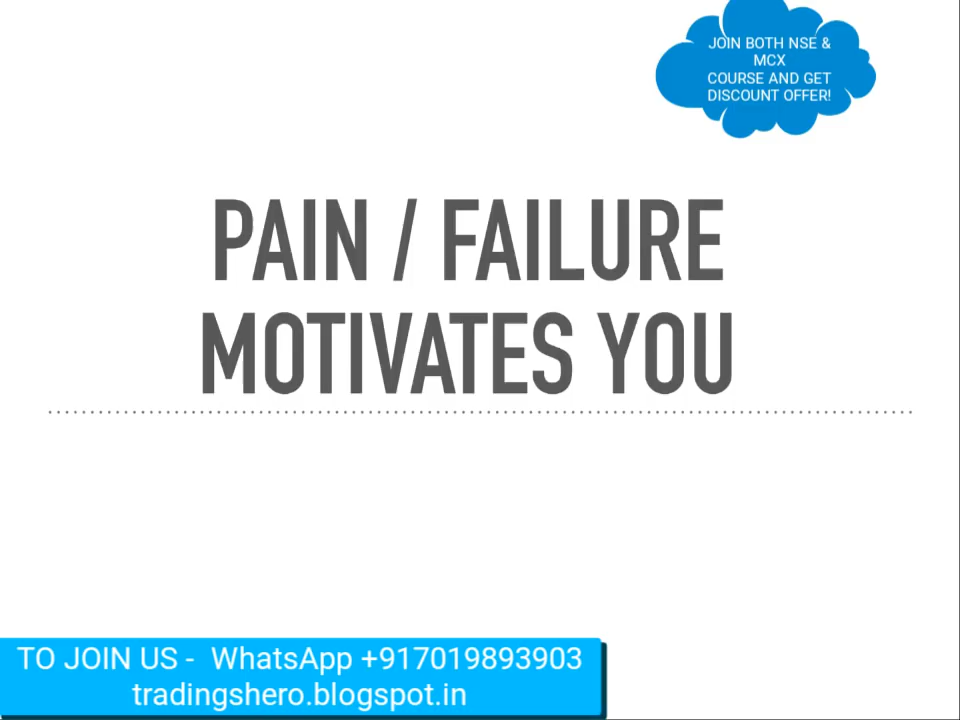 JOIN BOTH NSE &
MCX
COURSE AND GET
DISCOUNT OFFER!
PAIN / FAILURE
MOTIVATES YOU
TO JOIN US - WhatsApp +917019893903
tradingshero.blogspot.in